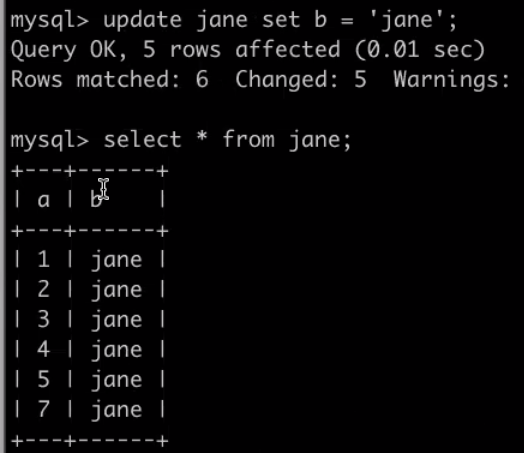 mysql> update jane set b = 'jane';
Query OK, 5 rows affected (0.01 sec)
Rows matched: 6  Changed: 5  Warnings:
mysql> select * from jane;
+---+------+
| a | b    |
+---+------+
| 1 | jane |
| 2 | jane |
| 3 | jane |
| 4 | jane |
| 5 | jane |
| 7 | jane |
+---+------+